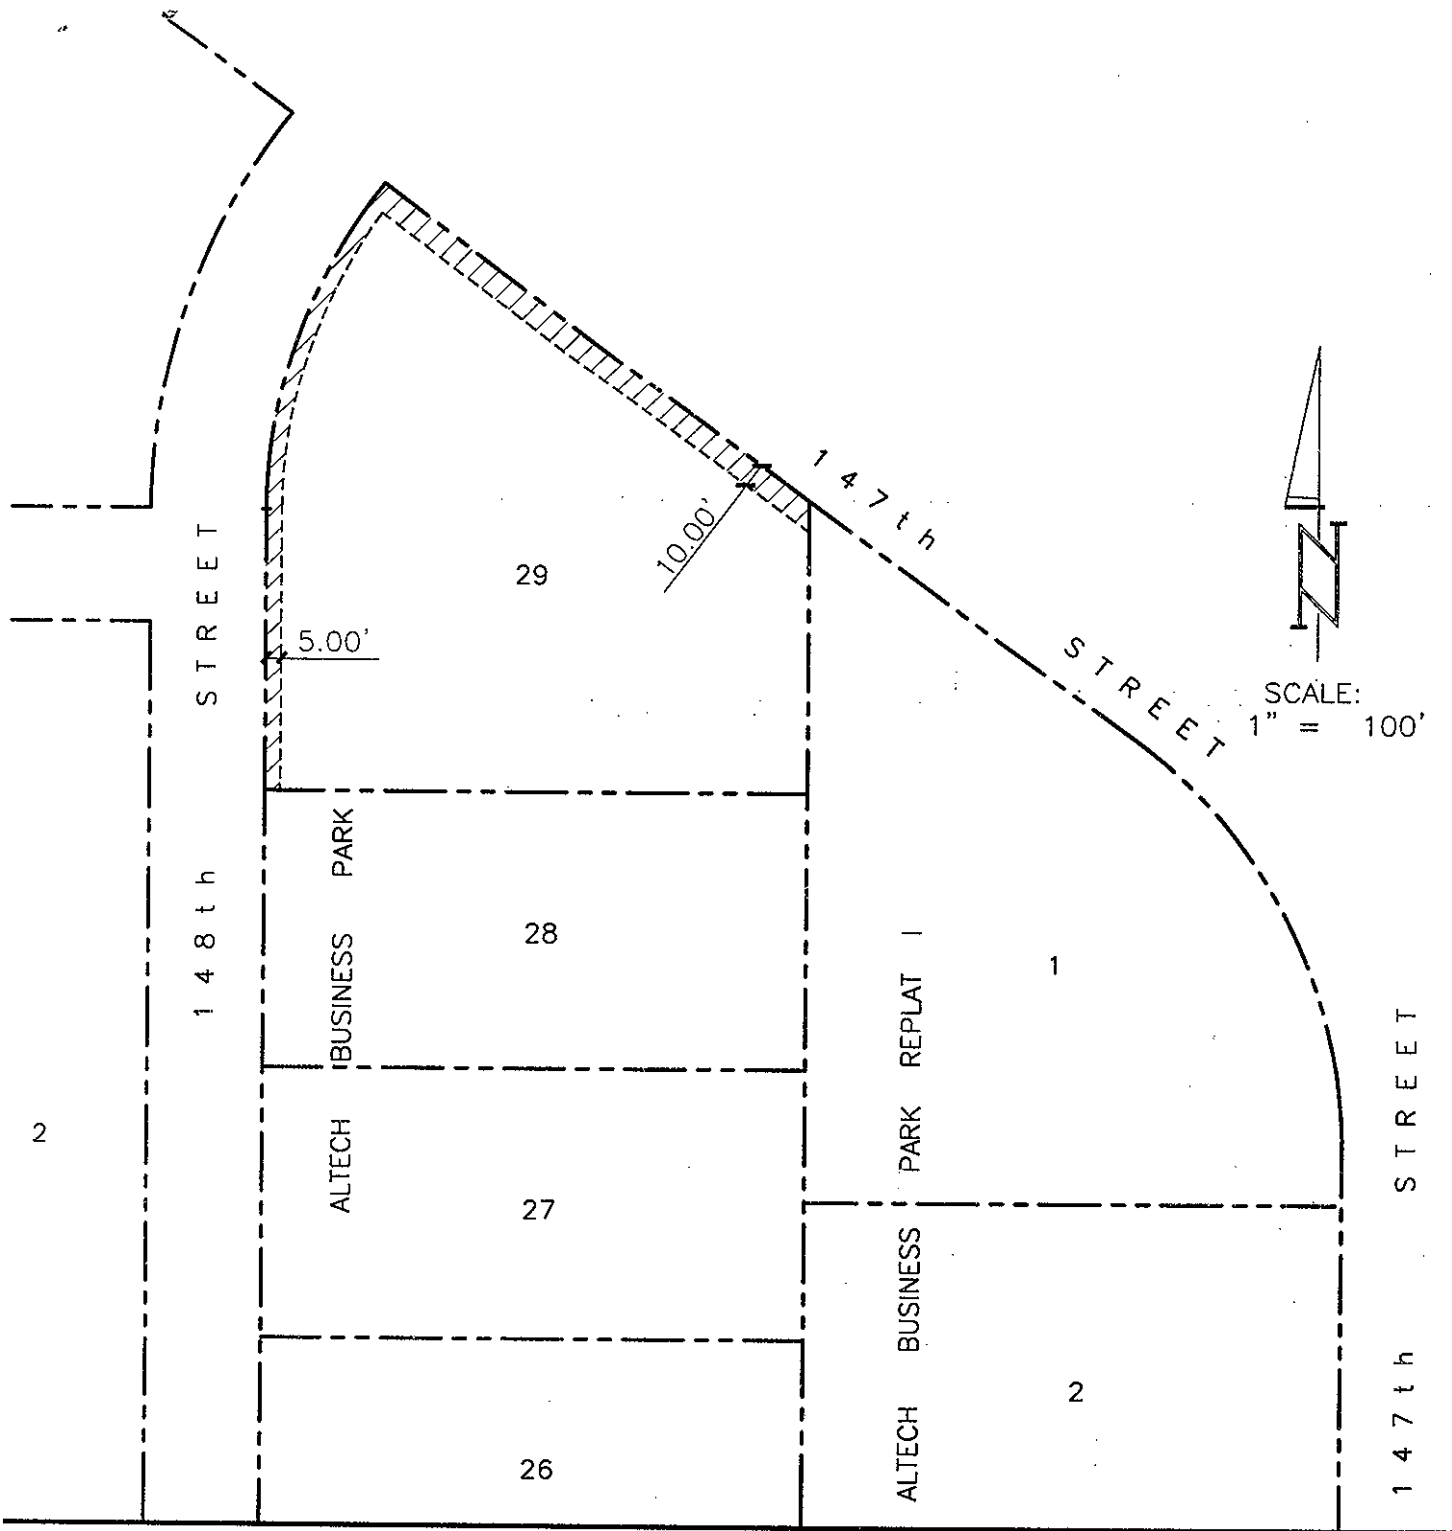 147th
STREET
29
10.00'
5.00'
148th STREET
N
SCALE:
1" = 100'
ALTECH BUSINESS PARK
28
27
26
2
ALTECH BUSINESS PARK REPLAT I
1
2
147th STREET